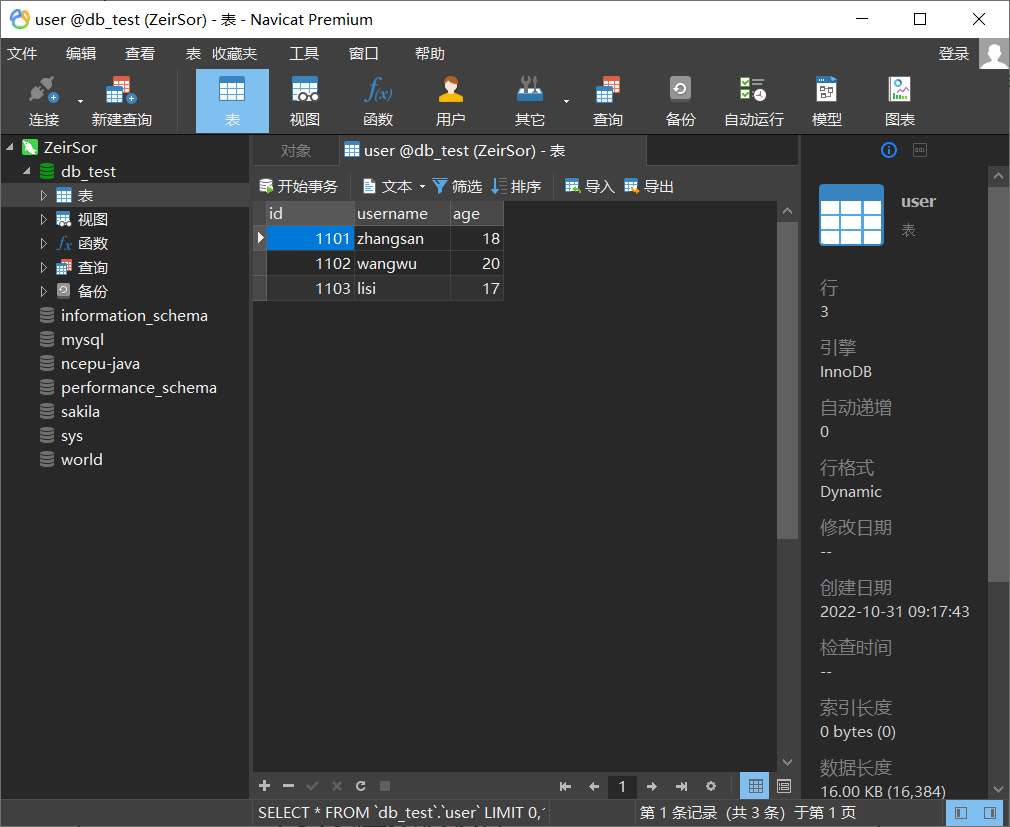 user @db_test (ZeirSor) - 表 - Navicat Premium
文件 编辑 查看 表 收藏夹 工具 窗口 帮助 登录
连接 新建查询 表 视图 函数 用户 其它 查询 备份 自动运行 模型 图表
ZeirSor
db_test
表
视图
函数
查询
备份
information_schema
mysql
ncepu-java
performance_schema
sakila
sys
world
对象 user @db_test (ZeirSor) - 表
开始事务 文本 筛选 排序 导入 导出
id username age
1101 zhangsan 18
1102 wangwu 20
1103 lisi 17
1
SELECT * FROM `db_test`.`user` LIMIT 0,
第 1 条记录 (共 3 条) 于第 1 页
user
表
行
3
引擎
InnoDB
自动递增
0
行格式
Dynamic
修改日期
--
创建日期
2022-10-31 09:17:43
检查时间
--
索引长度
0 bytes (0)
数据长度
16.00 KB (16,384)